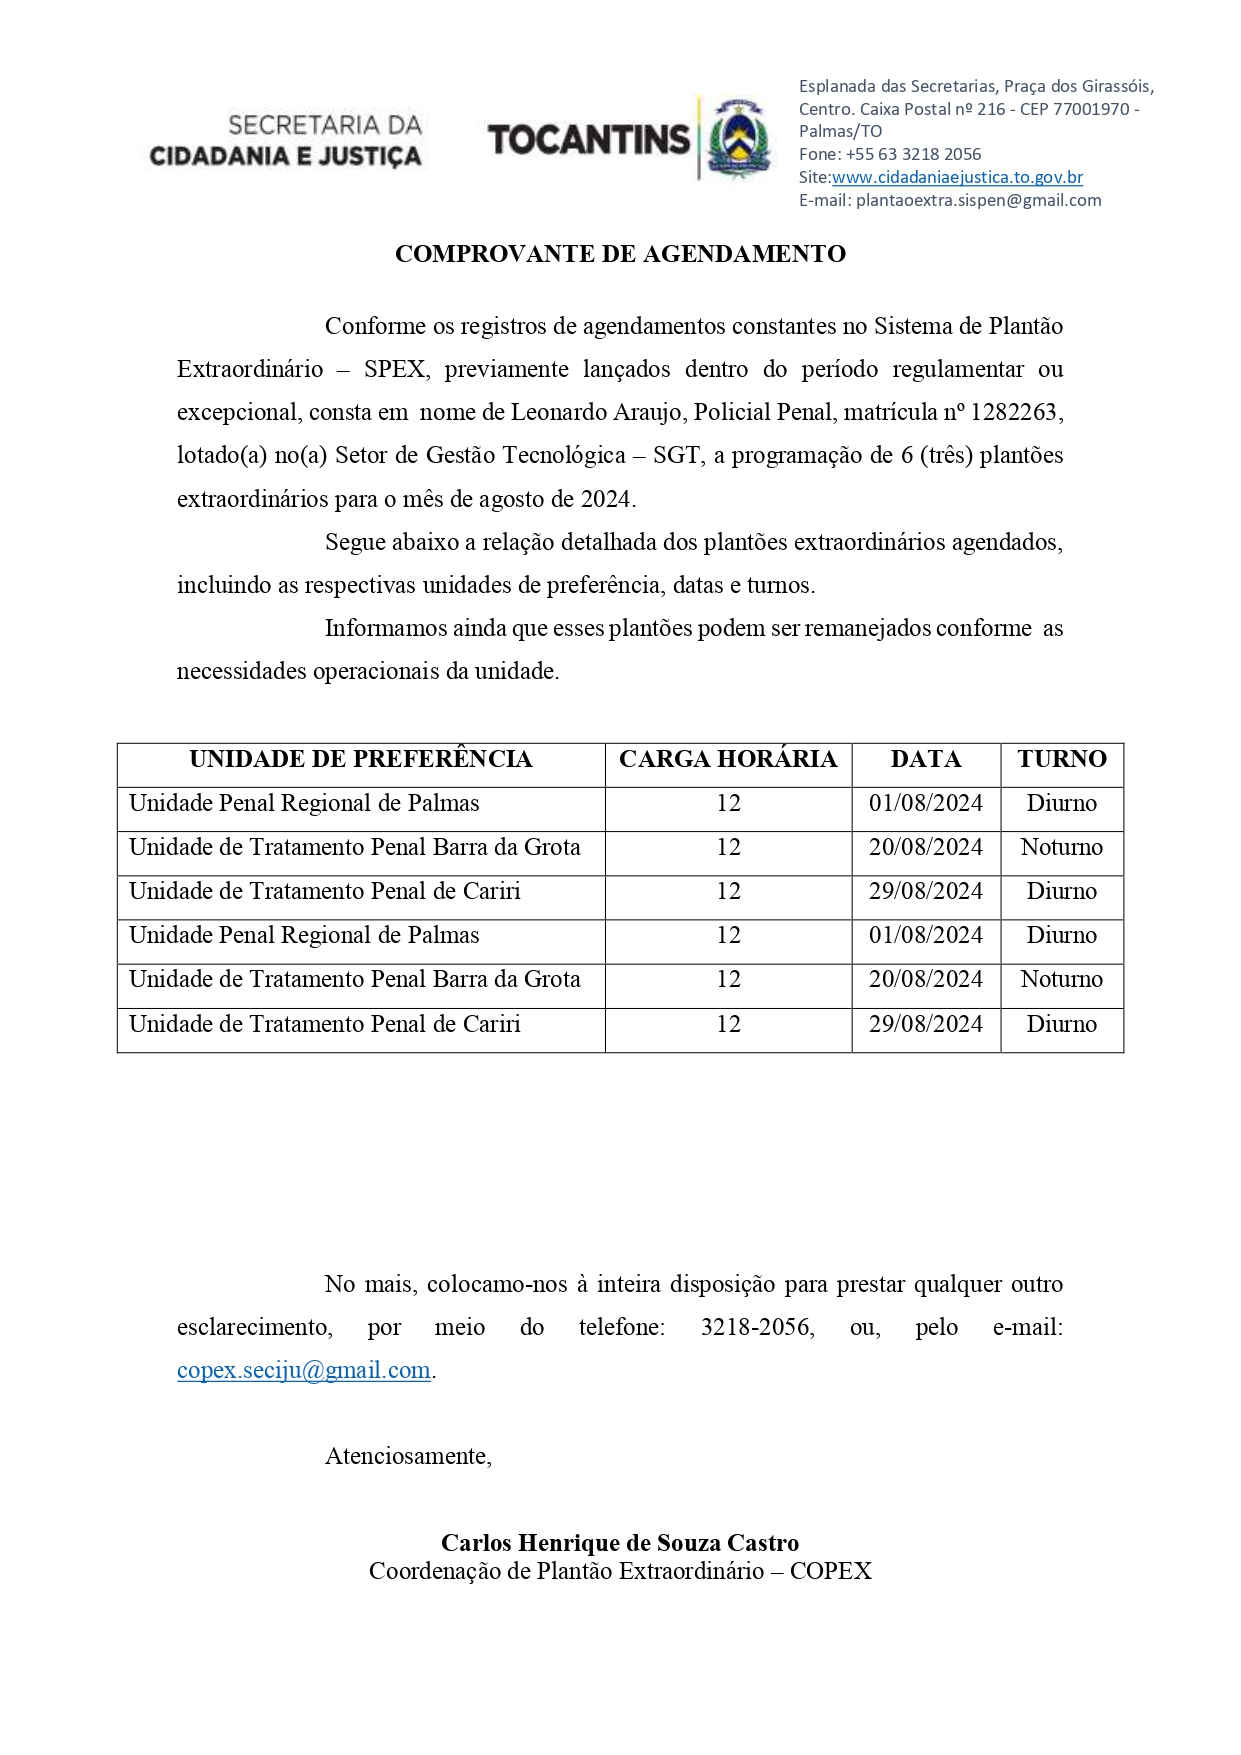 SECRETARIA DA
CIDADANIA E JUSTIÇA
TOCANTINS
Esplanada das Secretarias, Praça dos Girassóis,
Centro. Caixa Postal nº 216 - CEP 77001970 -
Palmas/TO
Fone: +55 63 3218 2056
Site:www.cidadaniaejustica.to.gov.br
E-mail: plantaoextra.sispen@gmail.com
COMPROVANTE DE AGENDAMENTO
Conforme os registros de agendamentos constantes no Sistema de Plantão
Extraordinário – SPEX, previamente lançados dentro do período regulamentar ou
excepcional, consta em nome de Leonardo Araujo, Policial Penal, matrícula nº 1282263,
lotado(a) no(a) Setor de Gestão Tecnológica – SGT, a programação de 6 (três) plantões
extraordinários para o mês de agosto de 2024.
Segue abaixo a relação detalhada dos plantões extraordinários agendados,
incluindo as respectivas unidades de preferência, datas e turnos.
Informamos ainda que esses plantões podem ser remanejados conforme as
necessidades operacionais da unidade.
UNIDADE DE PREFERÊNCIA CARGA HORÁRIA DATA TURNO
Unidade Penal Regional de Palmas 12 01/08/2024 Diurno
Unidade de Tratamento Penal Barra da Grota 12 20/08/2024 Noturno
Unidade de Tratamento Penal de Cariri 12 29/08/2024 Diurno
Unidade Penal Regional de Palmas 12 01/08/2024 Diurno
Unidade de Tratamento Penal Barra da Grota 12 20/08/2024 Noturno
Unidade de Tratamento Penal de Cariri 12 29/08/2024 Diurno
No mais, colocamo-nos à inteira disposição para prestar qualquer outro
esclarecimento, por meio do telefone: 3218-2056, ou, pelo e-mail:
copex.seciju@gmail.com.
Atenciosamente,
Carlos Henrique de Souza Castro
Coordenação de Plantão Extraordinário – COPEX